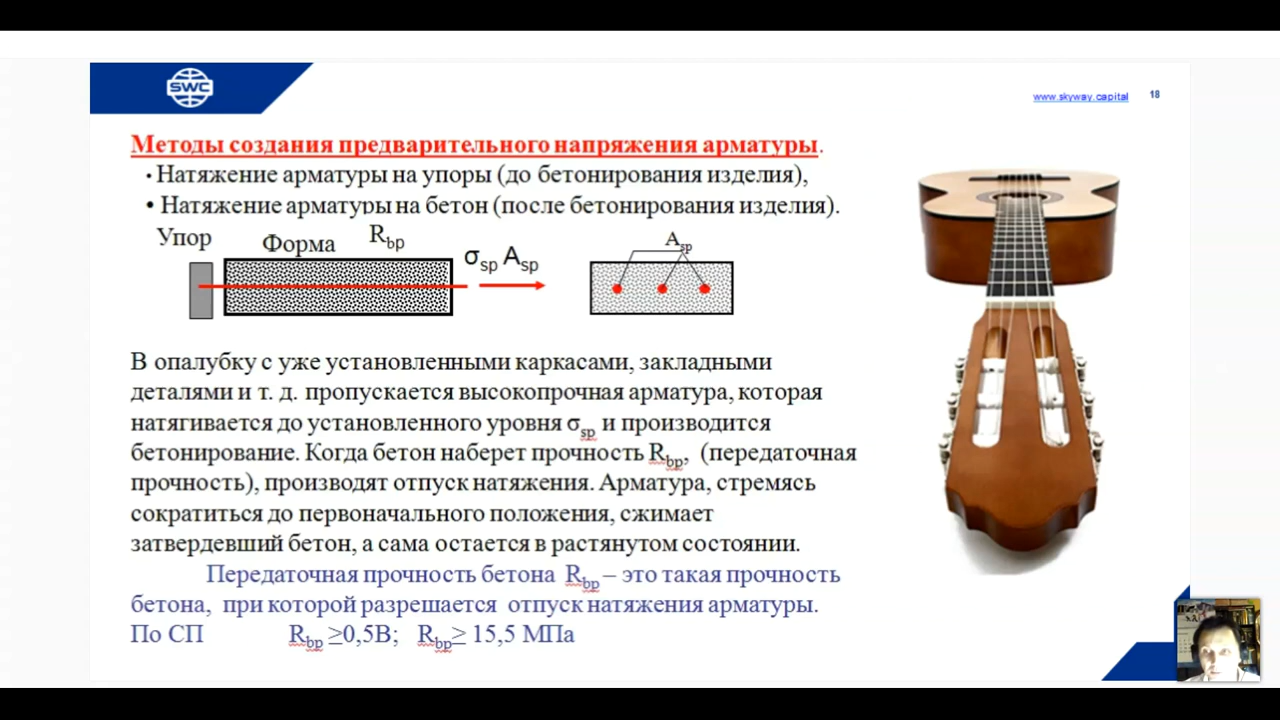 SWC
www.skyway.capital 18
Методы создания предварительного напряжения арматуры.
• Натяжение арматуры на упоры (до бетонирования изделия),
• Натяжение арматуры на бетон (после бетонирования изделия).
Упор Форма Rbp
σsp Asp
Asp
В опалубку с уже установленными каркасами, закладными
деталями и т. д. пропускается высокопрочная арматура, которая
натягивается до установленного уровня σsp и производится
бетонирование. Когда бетон наберет прочность Rbp, (передаточная
прочность), производят отпуск натяжения. Арматура, стремясь
сократиться до первоначального положения, сжимает
затвердевший бетон, а сама остается в растянутом состоянии.
Передаточная прочность бетона Rbp – это такая прочность
бетона, при которой разрешается отпуск натяжения арматуры.
По СП Rbp ≥0,5В; Rbp≥ 15,5 МПа